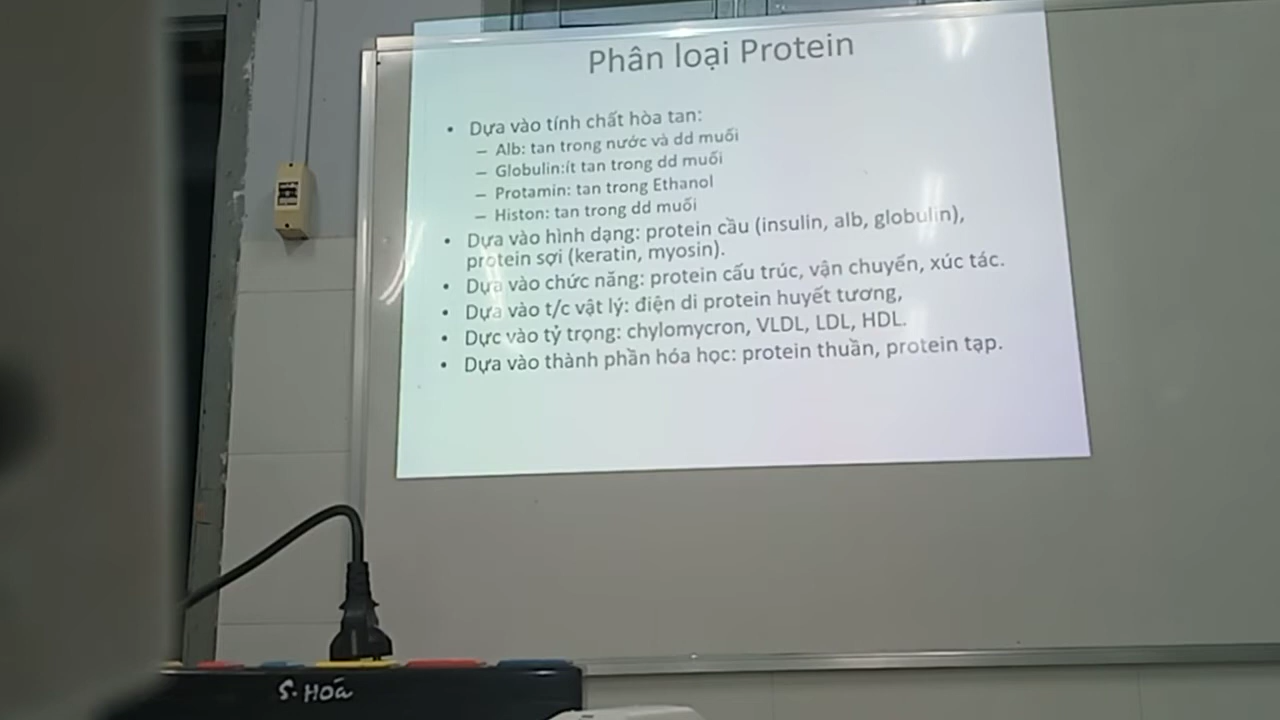 Phân loại Protein
• Dựa vào tính chất hòa tan:
– Alb: tan trong nước và dd muối
– Globulin:ít tan trong dd muối
– Protamin: tan trong Ethanol
– Histon: tan trong dd muối
• Dựa vào hình dạng: protein cầu (insulin, alb, globulin),
protein sợi (keratin, myosin).
• Dựa vào chức năng: protein cấu trúc, vận chuyển, xúc tác.
• Dựa vào t/c vật lý: điện di protein huyết tương,
• Dực vào tỷ trọng: chylomycron, VLDL, LDL, HDL.
• Dựa vào thành phần hóa học: protein thuần, protein tạp.
S. Hoá